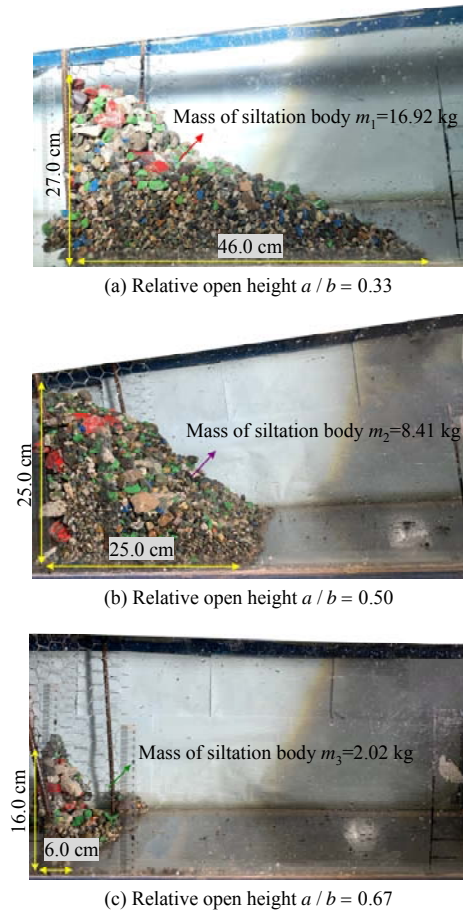 Mass of siltation body m₁=16.92 kg
27.0 cm
46.0 cm
(a) Relative open height a / b = 0.33
Mass of siltation body m₂=8.41 kg
25.0 cm
25.0 cm
(b) Relative open height a / b = 0.50
Mass of siltation body m₃=2.02 kg
16.0 cm
6.0 cm
(c) Relative open height a / b = 0.67